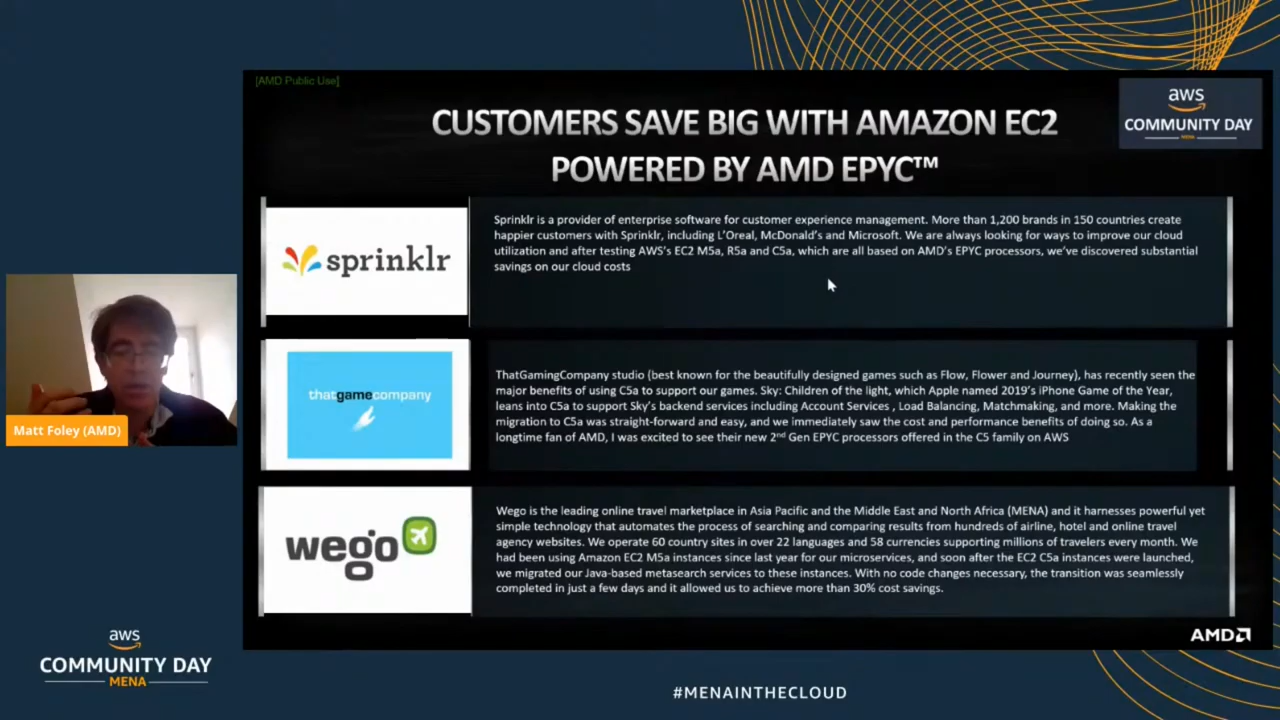 [AMD Public Use]
CUSTOMERS SAVE BIG WITH AMAZON EC2
POWERED BY AMD EPYC™
aws
COMMUNITY DAY
MENA
sprinklr
Sprinklr is a provider of enterprise software for customer experience management. More than 1,200 brands in 150 countries create
happier customers with Sprinklr, including L'Oreal, McDonald's and Microsoft. We are always looking for ways to improve our cloud
utilization and after testing AWS's EC2 M5a, R5a and C5a, which are all based on AMD's EPYC processors, we've discovered substantial
savings on our cloud costs
thatgamecompany
ThatGamingCompany studio (best known for the beautifully designed games such as Flow, Flower and Journey), has recently seen the
major benefits of using C5a to support our games. Sky: Children of the light, which Apple named 2019's iPhone Game of the Year,
leans into C5a to support Sky's backend services including Account Services , Load Balancing, Matchmaking, and more. Making the
migration to C5a was straight-forward and easy, and we immediately saw the cost and performance benefits of doing so. As a
longtime fan of AMD, I was excited to see their new 2nd Gen EPYC processors offered in the C5 family on AWS
Matt Foley (AMD)
wego
Wego is the leading online travel marketplace in Asia Pacific and the Middle East and North Africa (MENA) and it harnesses powerful yet
simple technology that automates the process of searching and comparing results from hundreds of airline, hotel and online travel
agency websites. We operate 60 country sites in over 22 languages and 58 currencies supporting millions of travelers every month. We
had been using Amazon EC2 M5a instances since last year for our microservices, and soon after the EC2 C5a instances were launched,
we migrated our Java-based metasearch services to these instances. With no code changes necessary, the transition was seamlessly
completed in just a few days and it allowed us to achieve more than 30% cost savings.
AMD
aws
COMMUNITY DAY
MENA
#MENAINTHECLOUD